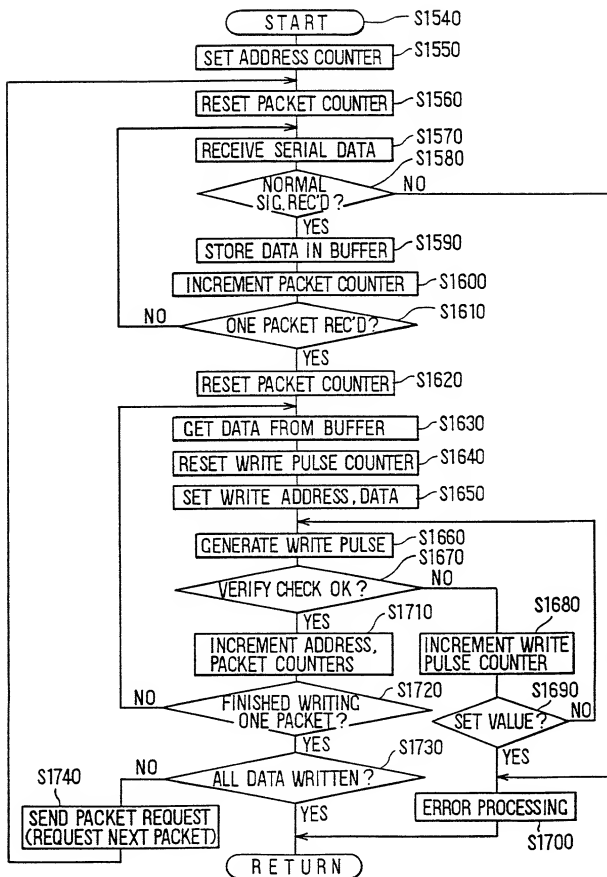 START
S1540
SET ADDRESS COUNTER
S1550
RESET PACKET COUNTER
S1560
RECEIVE SERIAL DATA
S1570
S1580
NORMAL
SIG, REC'D?
NO
YES
STORE DATA IN BUFFER
S1590
INCREMENT PACKET COUNTER
S1600
S1610
NO
ONE PACKET REC'D?
YES
RESET PACKET COUNTER
S1620
GET DATA FROM BUFFER
S1630
RESET WRITE PULSE COUNTER
S1640
SET WRITE ADDRESS, DATA
S1650
GENERATE WRITE PULSE
S1660
S1670
VERIFY CHECK OK?
NO
YES
S1710
INCREMENT ADDRESS,
PACKET COUNTERS
S1680
INCREMENT WRITE
PULSE COUNTER
S1720
NO
FINISHED WRITING
ONE PACKET?
YES
S1690
SET VALUE?
NO
YES
S1730
NO
ALL DATA WRITTEN?
YES
S1740
SEND PACKET REQUEST
(REQUEST NEXT PACKET)
ERROR PROCESSING
S1700
RETURN